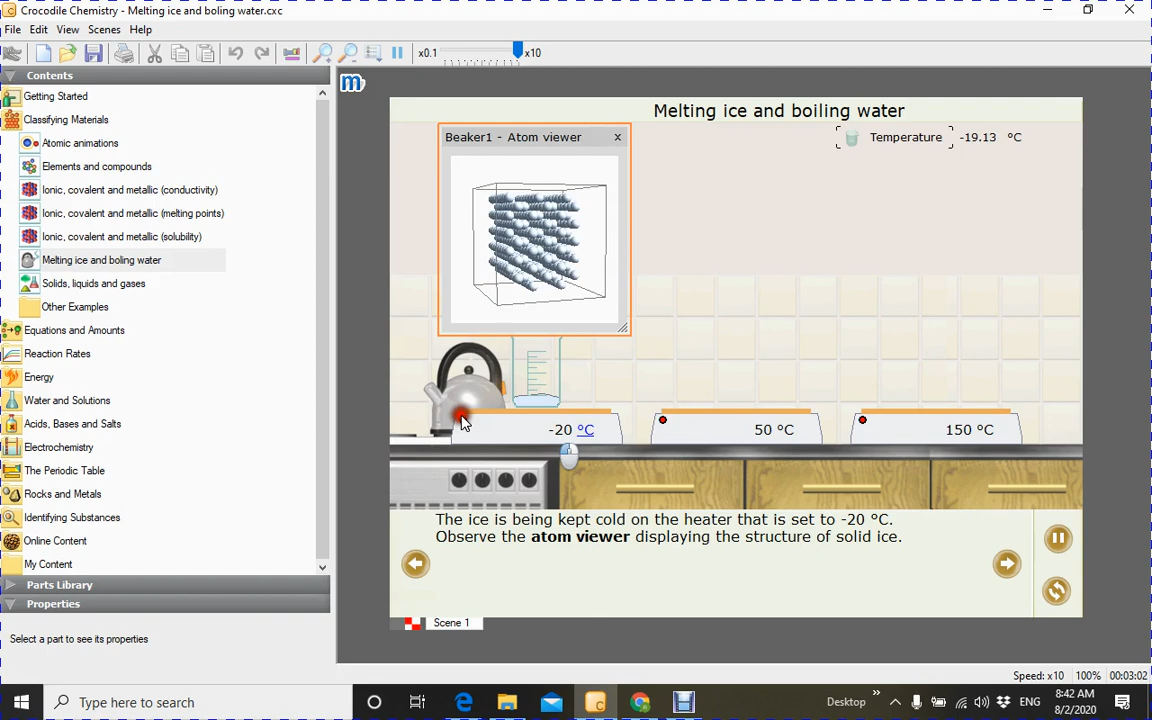 Crocodile Chemistry - Melting ice and boling water.cxc
File Edit View Scenes Help
x0.1 x10
Contents
Getting Started
Classifying Materials
Atomic animations
Elements and compounds
Ionic, covalent and metallic (conductivity)
Ionic, covalent and metallic (melting points)
Ionic, covalent and metallic (solubility)
Melting ice and boling water
Solids, liquids and gases
Other Examples
Equations and Amounts
Reaction Rates
Energy
Water and Solutions
Acids, Bases and Salts
Electrochemistry
The Periodic Table
Rocks and Metals
Identifying Substances
Online Content
My Content
Parts Library
Properties
Select a part to see its properties
m
Melting ice and boiling water
Temperature -19.13 °C
Beaker1 - Atom viewer x
-20 °C 50 °C 150 °C
The ice is being kept cold on the heater that is set to -20 °C.
Observe the atom viewer displaying the structure of solid ice.
Scene 1
Speed: x10 100% 00:03:02
Type here to search
Desktop
ENG
8:42 AM
8/2/2020